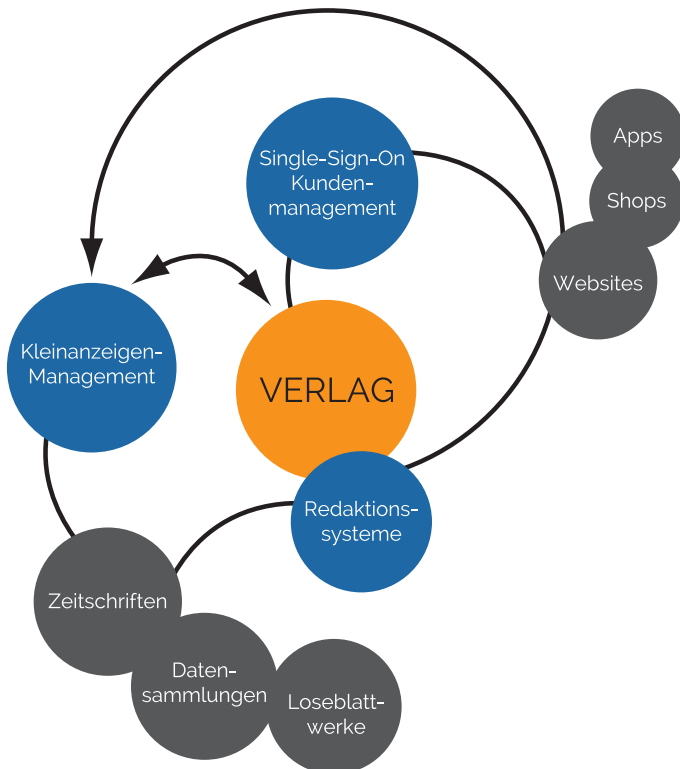 Apps
Single-Sign-On
Kunden-
management
Shops
Websites
Kleinanzeigen-
Management
VERLAG
Redaktions-
systeme
Zeitschriften
Daten-
sammlungen
Loseblatt-
werke